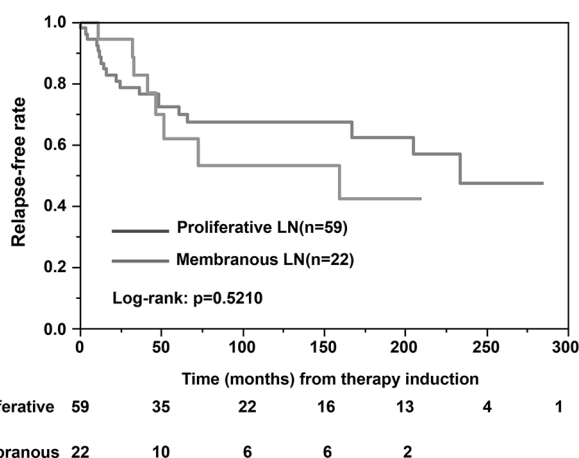 1.0
0.8
0.6
0.4
0.2
0.0
Relapse-free rate
Proliferative LN(n=59)
Membranous LN(n=22)
Log-rank: p=0.5210
0 50 100 150 200 250 300
Time (months) from therapy induction
ferative 59 35 22 16 13 4 1
branous 22 10 6 6 2